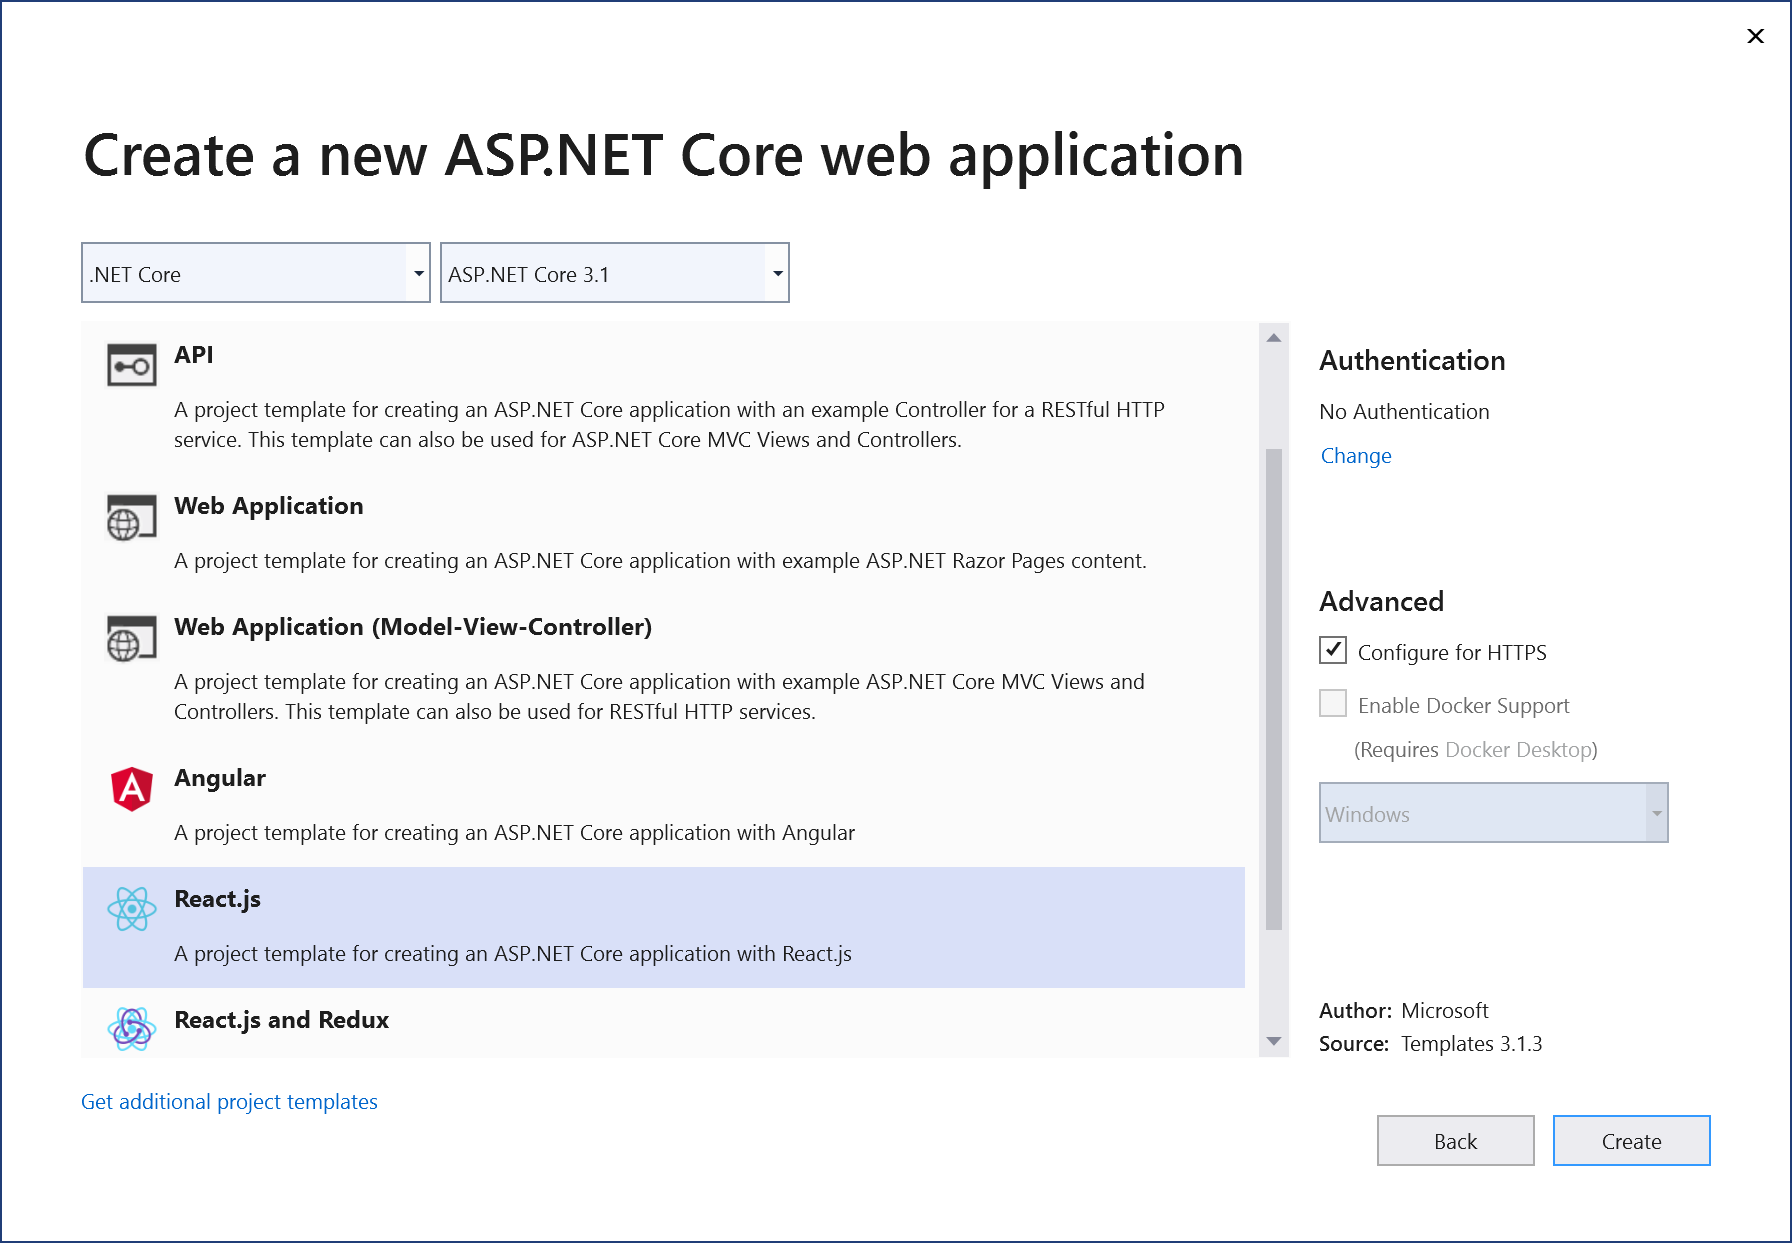 Create a new ASP.NET Core web application
.NET Core
ASP.NET Core 3.1
API
A project template for creating an ASP.NET Core application with an example Controller for a RESTful HTTP
service. This template can also be used for ASP.NET Core MVC Views and Controllers.
Web Application
A project template for creating an ASP.NET Core application with example ASP.NET Razor Pages content.
Web Application (Model-View-Controller)
A project template for creating an ASP.NET Core application with example ASP.NET Core MVC Views and
Controllers. This template can also be used for RESTful HTTP services.
Angular
A project template for creating an ASP.NET Core application with Angular
React.js
A project template for creating an ASP.NET Core application with React.js
React.js and Redux
Get additional project templates
Authentication
No Authentication
Change
Advanced
Configure for HTTPS
Enable Docker Support
(Requires Docker Desktop)
Windows
Author: Microsoft
Source: Templates 3.1.3
Back
Create